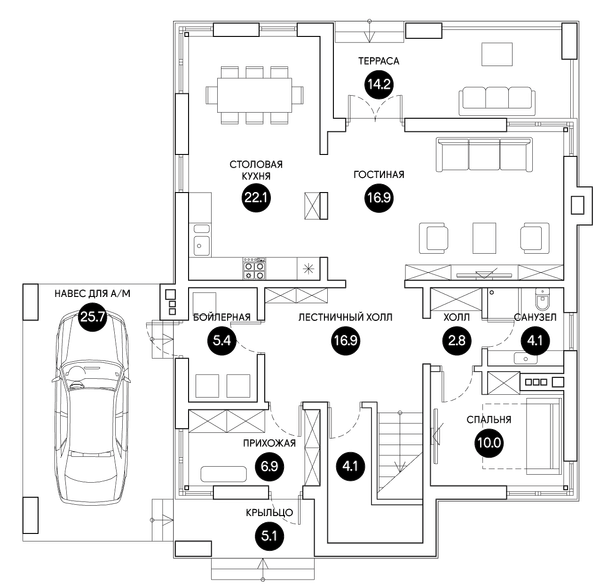 ТЕРРАСА
14.2
СТОЛОВАЯ
КУХНЯ
22.1
ГОСТИНАЯ
16.9
НАВЕС ДЛЯ А/М
25.7
БОЙЛЕРНАЯ
5.4
ЛЕСТНИЧНЫЙ ХОЛЛ
16.9
ХОЛЛ
2.8
САНУЗЕЛ
4.1
СПАЛЬНЯ
10.0
ПРИХОЖАЯ
6.9
4.1
КРЫЛЬЦО
5.1